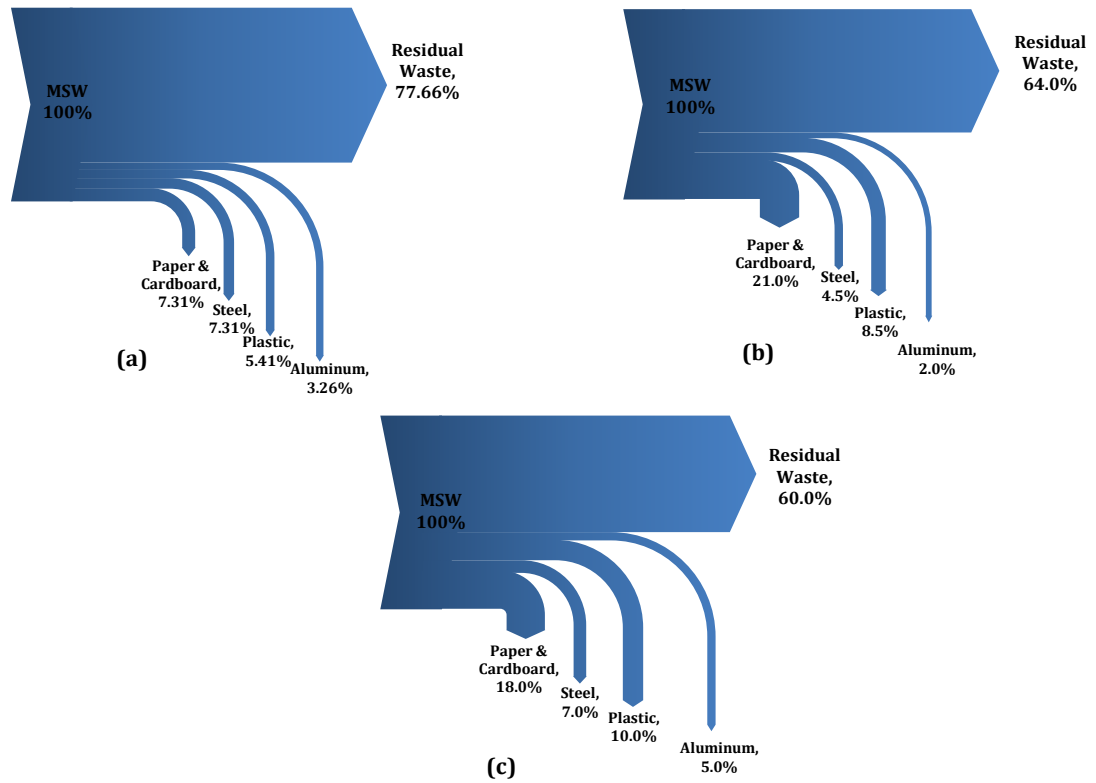 MSW
100%
Residual
Waste,
77.66%
Paper &
Cardboard,
7.31%
Steel,
7.31%
Plastic,
5.41%
Aluminum,
3.26%
(a)
MSW
100%
Residual
Waste,
64.0%
Paper &
Cardboard,
21.0%
Steel,
4.5%
Plastic,
8.5%
Aluminum,
2.0%
(b)
MSW
100%
Residual
Waste,
60.0%
Paper &
Cardboard,
18.0%
Steel,
7.0%
Plastic,
10.0%
Aluminum,
5.0%
(c)